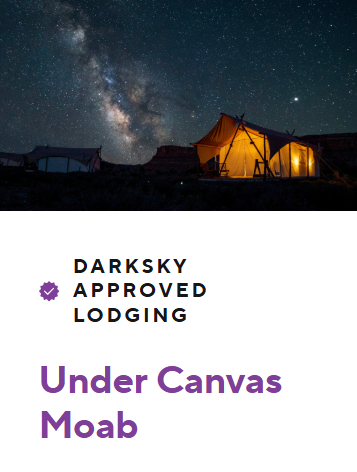 DARKSKY
APPROVED
LODGING
Under Canvas
Moab